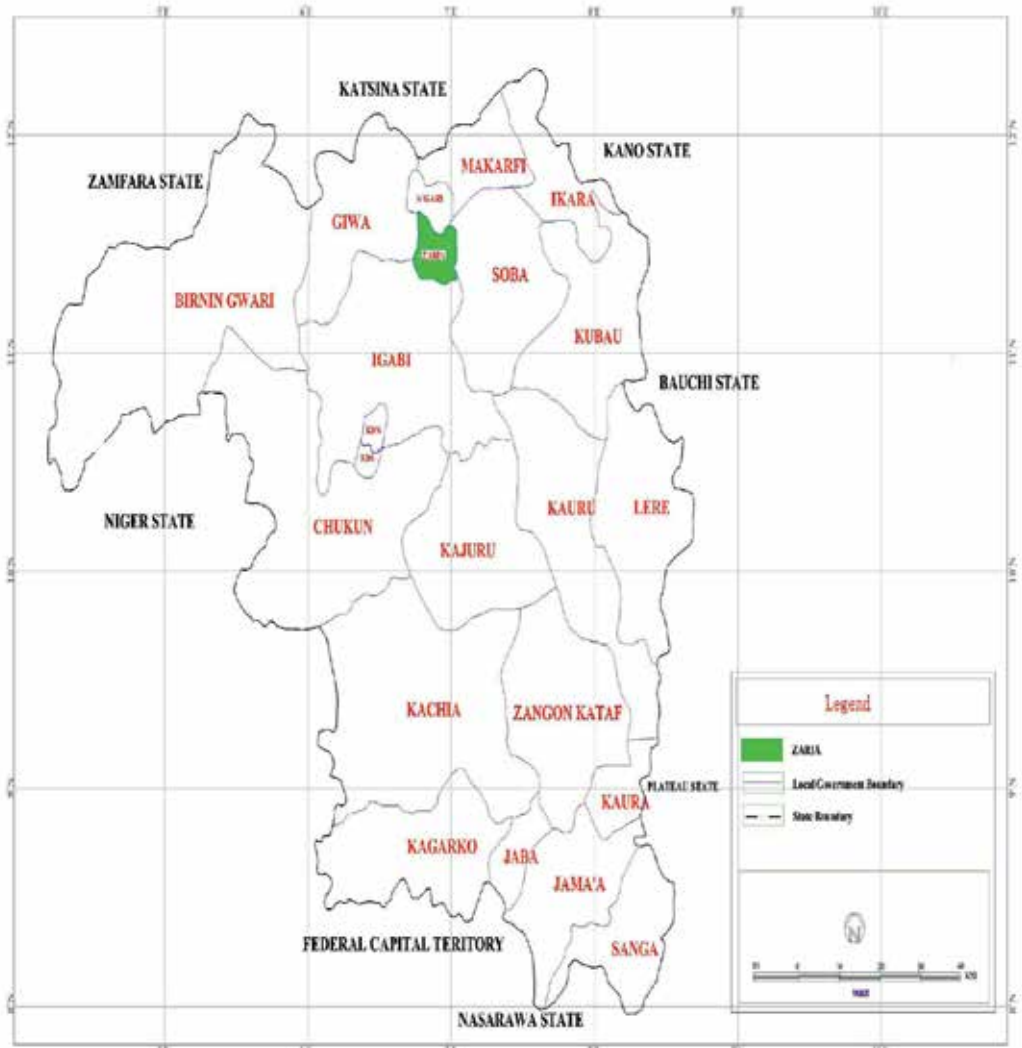 KATSINA STATE
KANO STATE
MAKARFI
ZAMFARA STATE
IKARA
GIWA
ZARIA
SOBA
BIRNIN GWARI
KUBAU
IGABI
BAUCHI STATE
KAURU
LERE
NIGER STATE
CHUKUN
KAJURU
KACHIA
ZANGON KATAF
Legend
ZARIA
Local Government Boundary
State Boundary
PLATEAU STATE
KAURA
KAGARKO
JABA
JAMA'A
FEDERAL CAPITAL TERITORY
SANGA
N
NASARAWA STATE